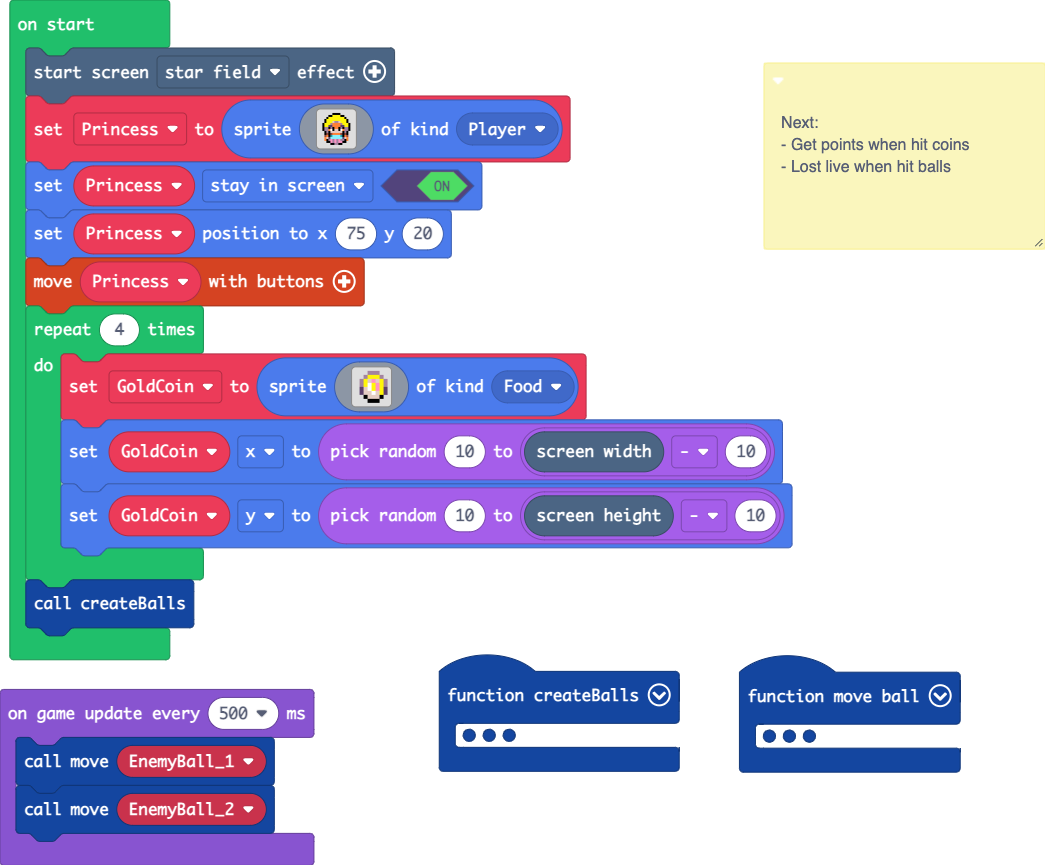 on start
start screen star field effect
set Princess to sprite of kind Player
set Princess stay in screen ON
set Princess position to x 75 y 20
move Princess with buttons
repeat 4 times
do
set GoldCoin to sprite of kind Food
set GoldCoin x to pick random 10 to screen width - 10
set GoldCoin y to pick random 10 to screen height - 10
call createBalls
Next:
- Get points when hit coins
- Lost live when hit balls
on game update every 500 ms
call move EnemyBall_1
call move EnemyBall_2
function createBalls
function move ball